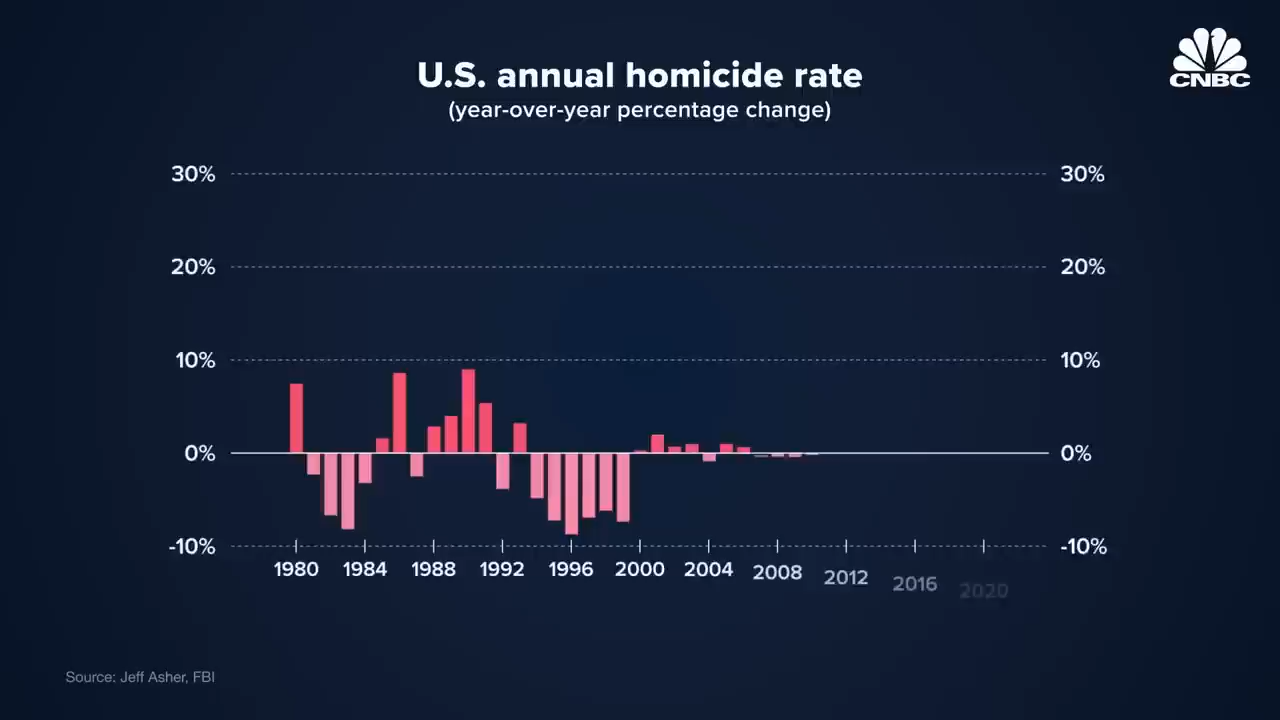 CNBC
U.S. annual homicide rate
(year-over-year percentage change)
30% 30%
20% 20%
10% 10%
0% 0%
-10% -10%
1980 1984 1988 1992 1996 2000 2004 2008 2012 2016 2020
Source: Jeff Asher, FBI